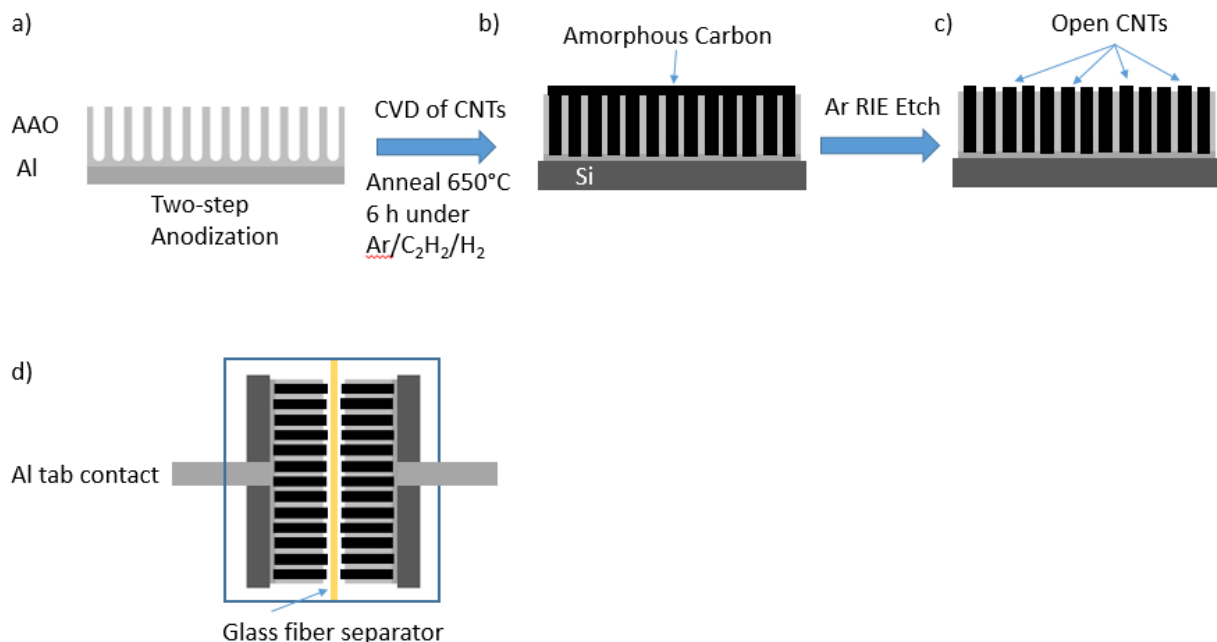 a)
AAO
Al
Two-step
Anodization
CVD of CNTs
Anneal 650°C
6 h under
Ar/C₂H₂/H₂
b)
Amorphous Carbon
Si
Ar RIE Etch
c)
Open CNTs
d)
Al tab contact
Glass fiber separator